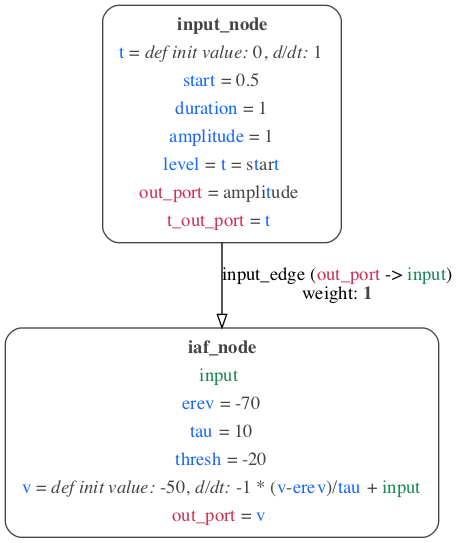 input_node
t = def init value: 0, d/dt: 1
start = 0.5
duration = 1
amplitude = 1
level = t = start
out_port = amplitude
t_out_port = t
input_edge (out_port -> input)
weight: 1
iaf_node
input
erev = -70
tau = 10
thresh = -20
v = def init value: -50, d/dt: -1 * (v-erev)/tau + input
out_port = v